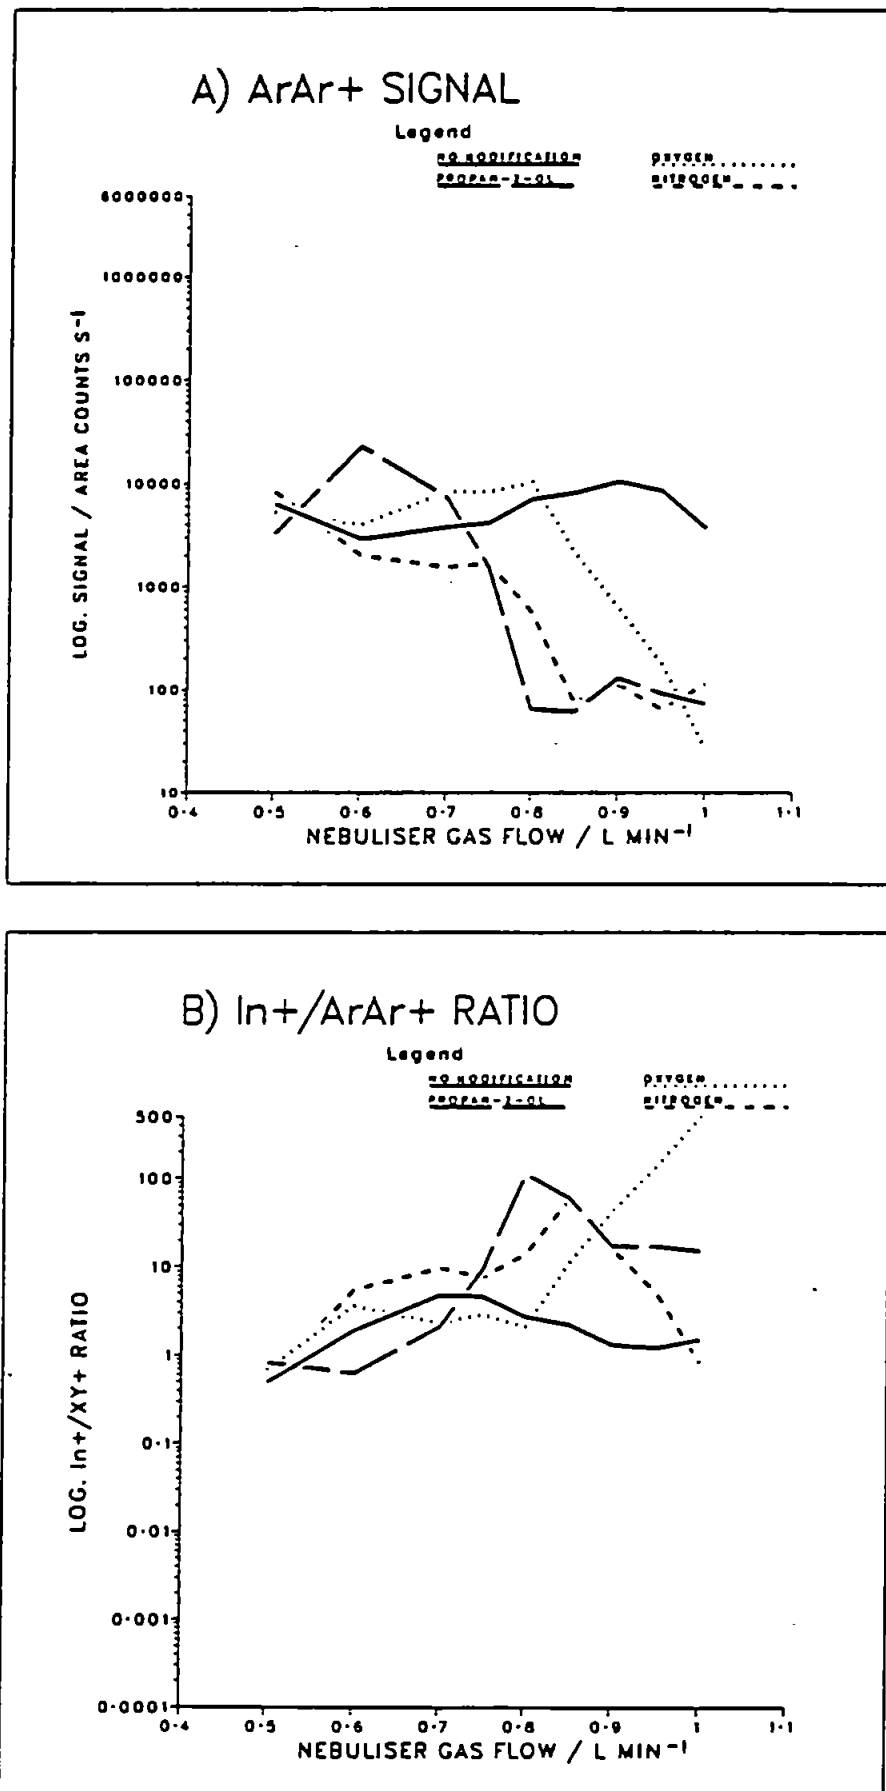 A) ArAr+ SIGNAL
Legend
NO MODIFICATION OXYGEN
PROPAN-2-OL NITROGEN
6000000
1000000
100000
10000
1000
100
10
LOG. SIGNAL / AREA COUNTS S⁻¹
0·4 0·5 0·6 0·7 0·8 0·9 1 1·1
NEBULISER GAS FLOW / L MIN⁻¹
B) In+/ArAr+ RATIO
Legend
NO MODIFICATION OXYGEN
PROPAN-2-OL NITROGEN
500
100
10
1
0·1
0·01
0·001
0·0001
LOG. In+/XY+ RATIO
0·4 0·5 0·6 0·7 0·8 0·9 1 1·1
NEBULISER GAS FLOW / L MIN⁻¹